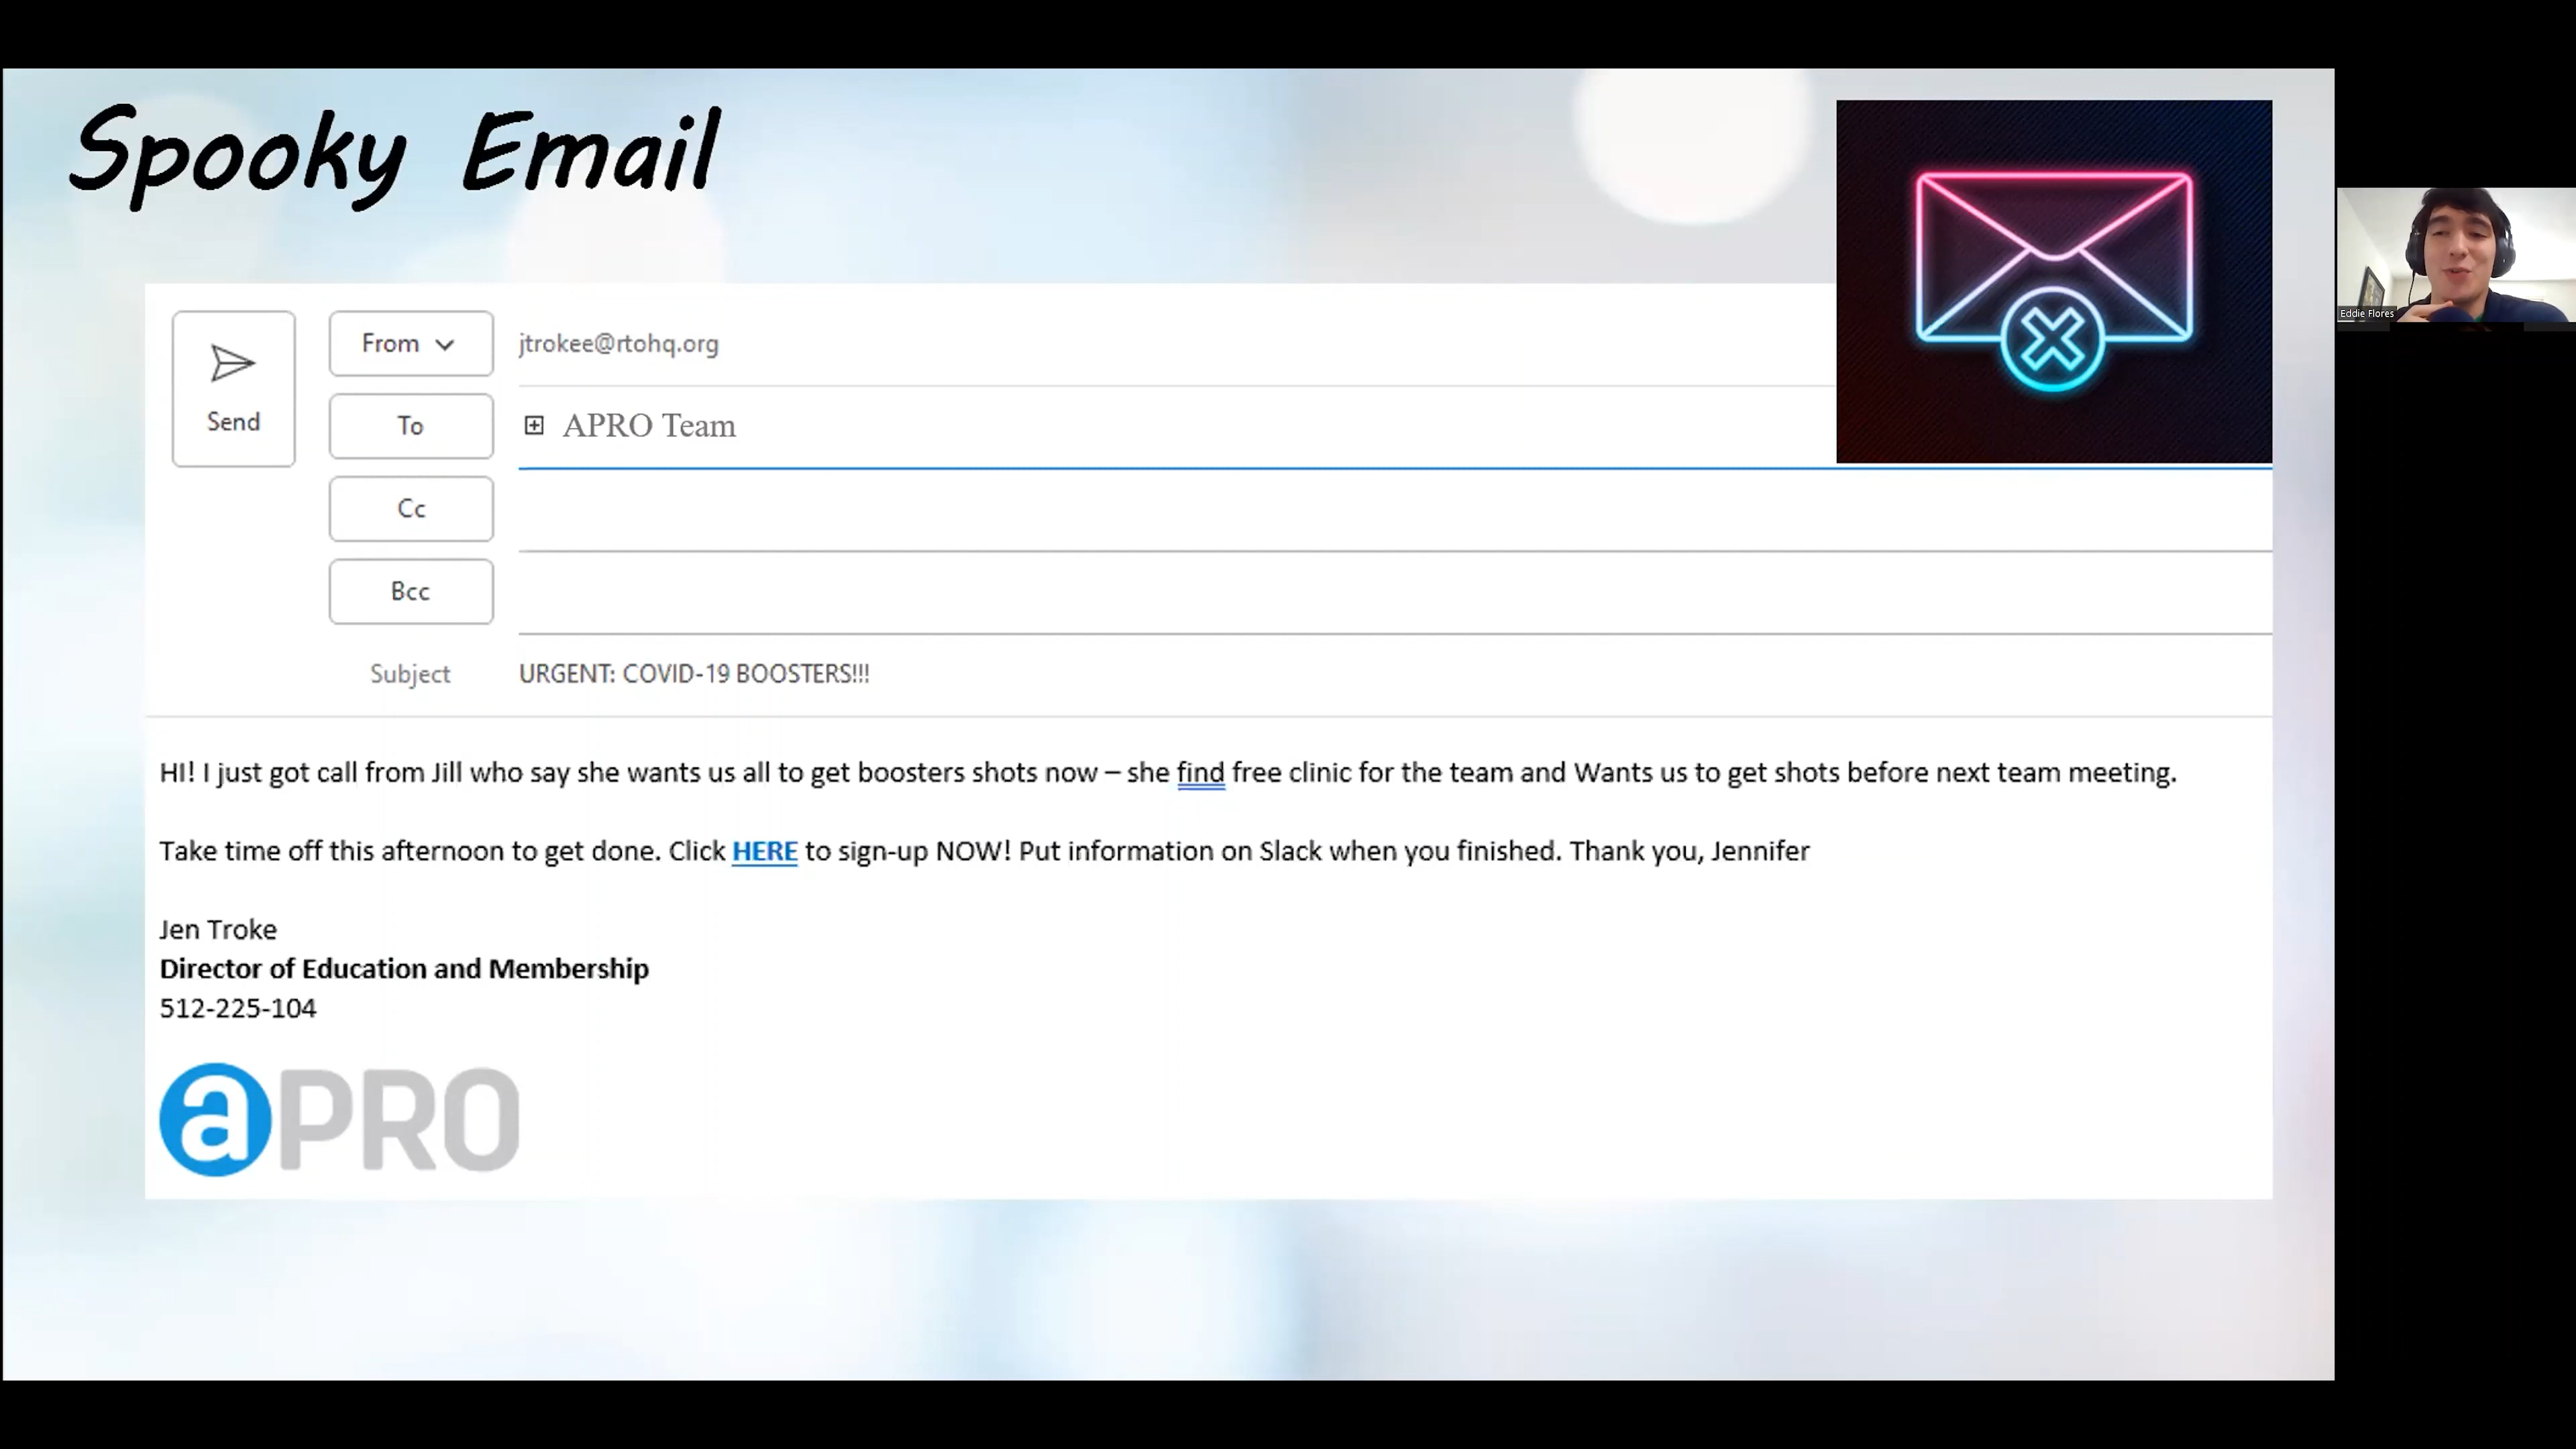 Spooky Email
From
jtrokee@rtohq.org
Send
To
APRO Team
Cc
Bcc
Subject
URGENT: COVID-19 BOOSTERS!!!
HI! I just got call from Jill who say she wants us all to get boosters shots now – she find free clinic for the team and Wants us to get shots before next team meeting.
Take time off this afternoon to get done. Click HERE to sign-up NOW! Put information on Slack when you finished. Thank you, Jennifer
Jen Troke
Director of Education and Membership
512-225-104
aPRO
Eddie Flores